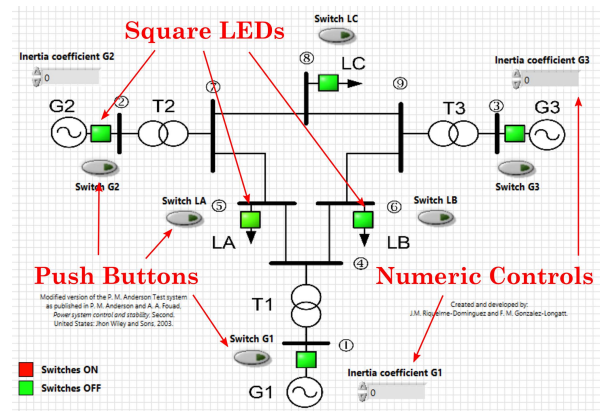 Switch LC
Square LEDs
Inertia coefficient G2
0
⑧
LC
Inertia coefficient G3
0
G2
②
T2
⑦
⑨
T3
③
G3
Switch G2
Switch LA
⑤
⑥
Switch LB
Switch G3
LA
LB
Push Buttons
④
Numeric Controls
Modified version of the P. M. Anderson Test system
as published in P. M. Anderson and A. A. Fouad,
Power system control and stability. Second.
United States: Jhon Wiley and Sons, 2003.
T1
Created and developed by:
J.M. Riquelme-Dominguez and F. M. Gonzalez-Longatt.
Switch G1
①
Switches ON
Switches OFF
G1
Inertia coefficient G1
0